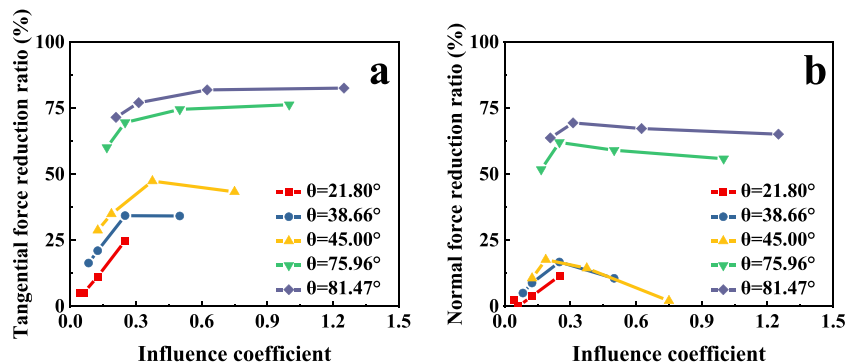 Tangential force reduction ratio (%)
100
75
50
25
0
0.0 0.3 0.6 0.9 1.2 1.5
Influence coefficient
a
θ=21.80°
θ=38.66°
θ=45.00°
θ=75.96°
θ=81.47°
Normal force reduction ratio (%)
100
75
50
25
0
0.0 0.3 0.6 0.9 1.2 1.5
Influence coefficient
b
θ=21.80°
θ=38.66°
θ=45.00°
θ=75.96°
θ=81.47°